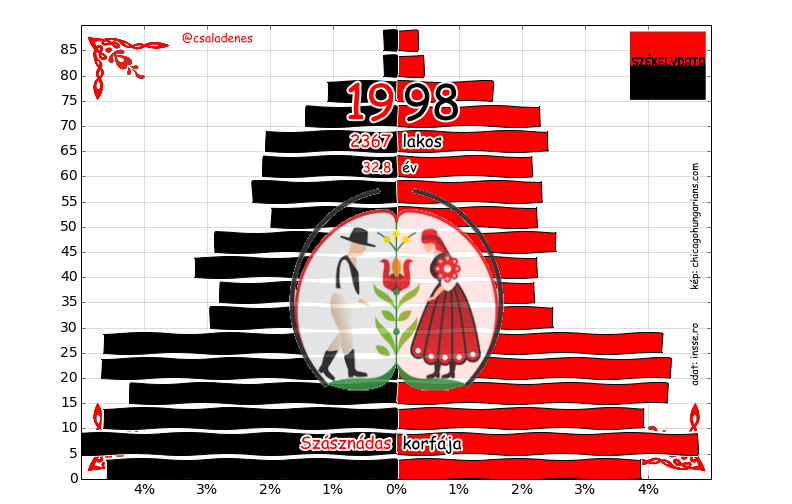 @csaladenes
SZÉKELYDATA
1998
2367 lakos
32.8 év
kép: chicagohungarians.com
adat: insse.ro
Szásznádas korfája
85
80
75
70
65
60
55
50
45
40
35
30
25
20
15
10
5
0
4% 3% 2% 1% 0% 1% 2% 3% 4%